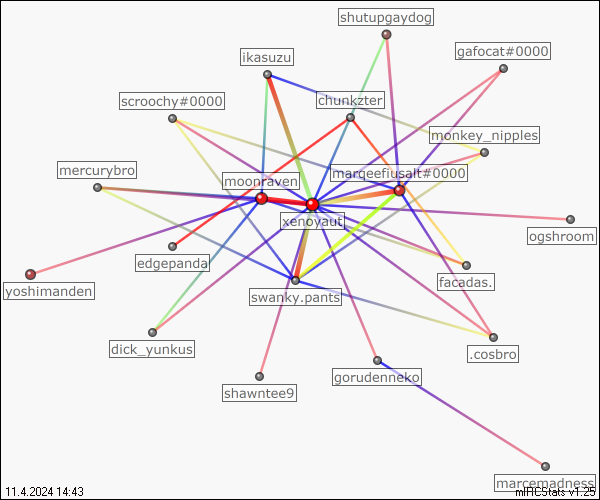 shutupgaydog
gafocat#0000
ikasuzu
chunkzter
scroochy#0000
monkey_nipples
mercurybro
moonraven
marqeefiusalt#0000
xenoyaut
ogshroom
edgepanda
facadas.
yoshimanden
swanky.pants
dick_yunkus
.cosbro
gorudenneko
shawntee9
marcemadness
11.4.2024 14:43
mIRCStats v1.25